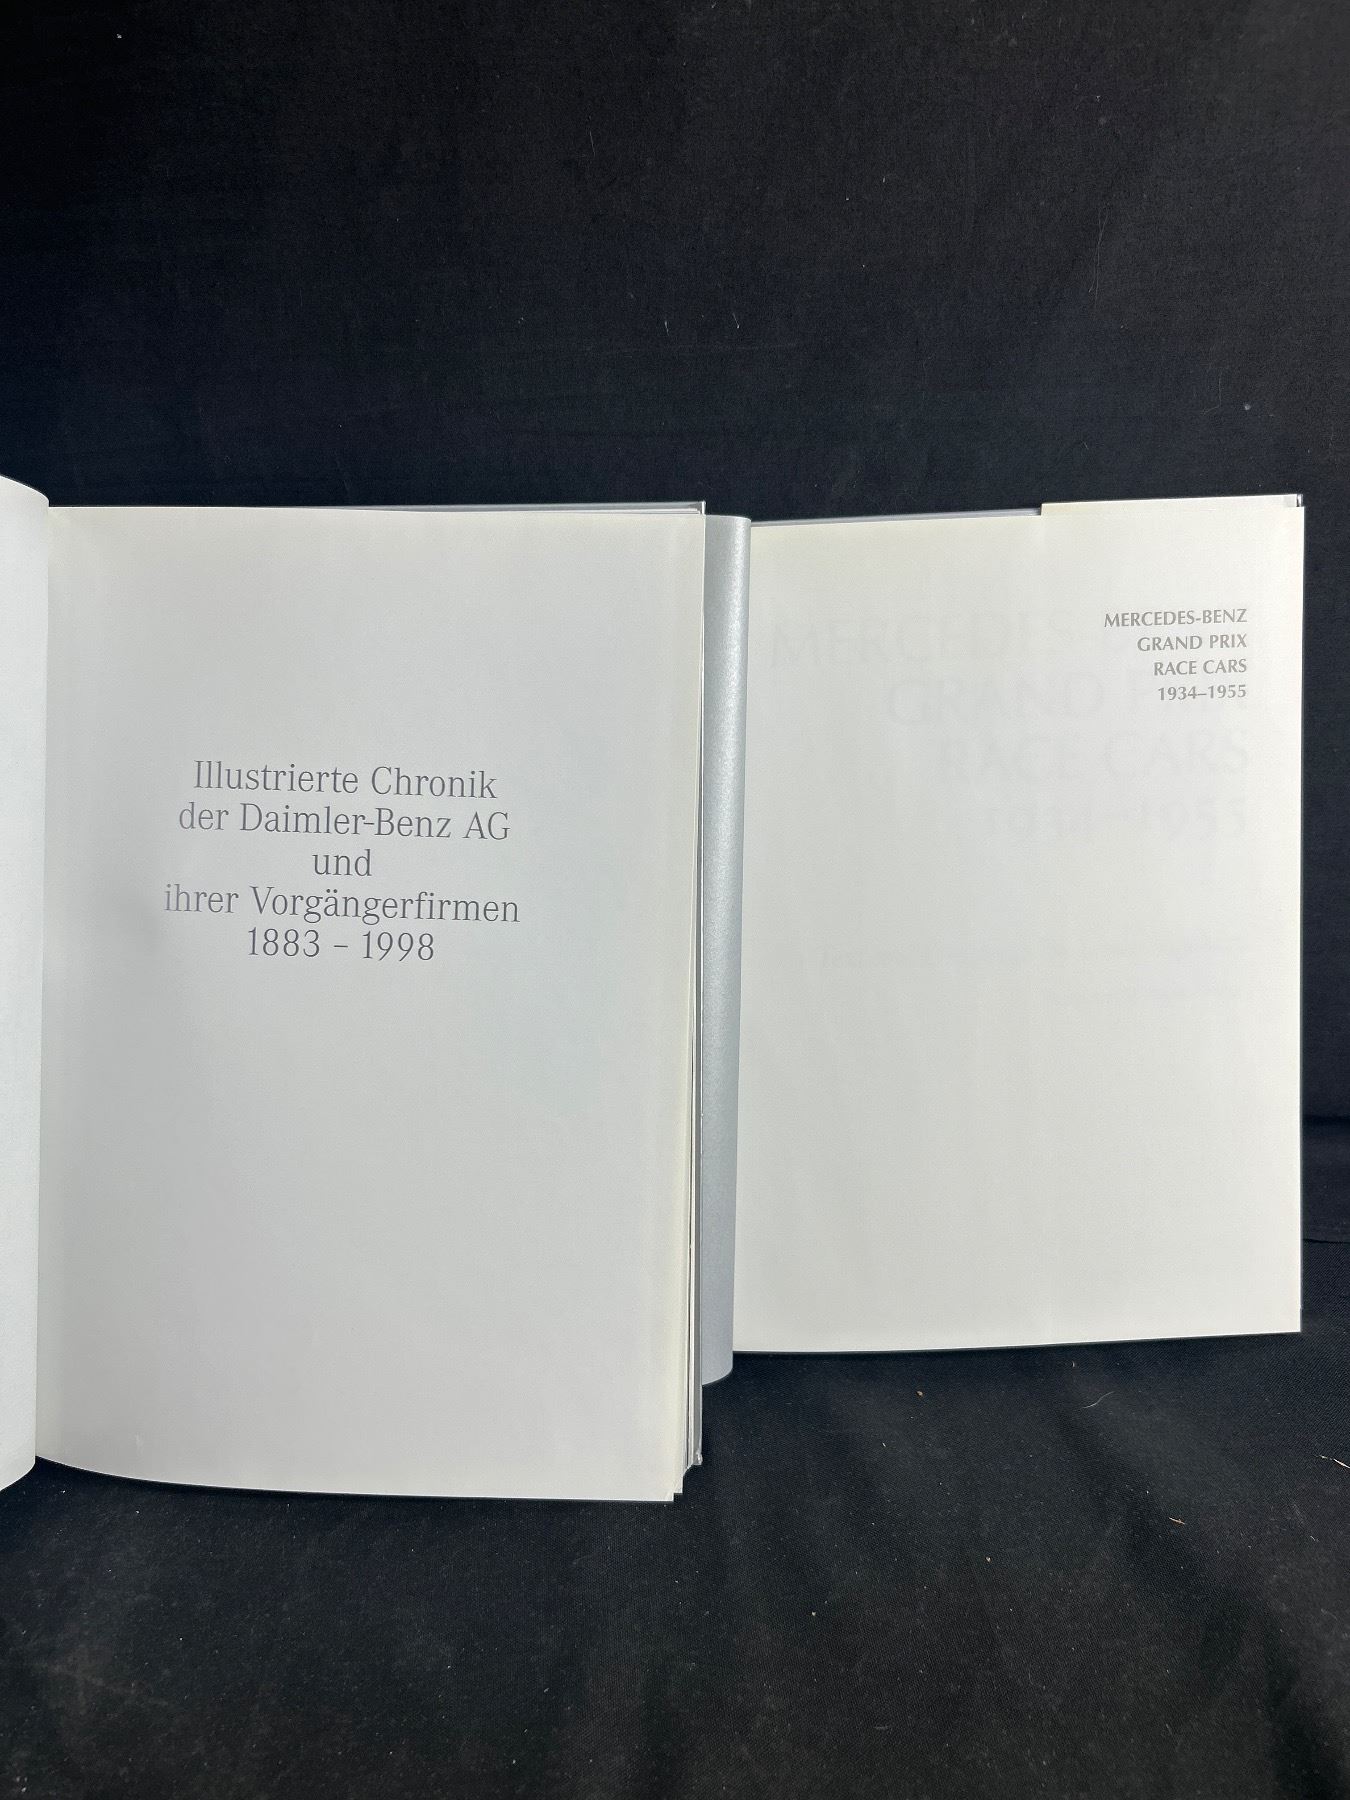 Illustrierte Chronik
der Daimler-Benz AG
und
ihrer Vorgängerfirmen
1883 – 1998
MERCEDES-BENZ
GRAND PRIX
RACE CARS
1934–1955